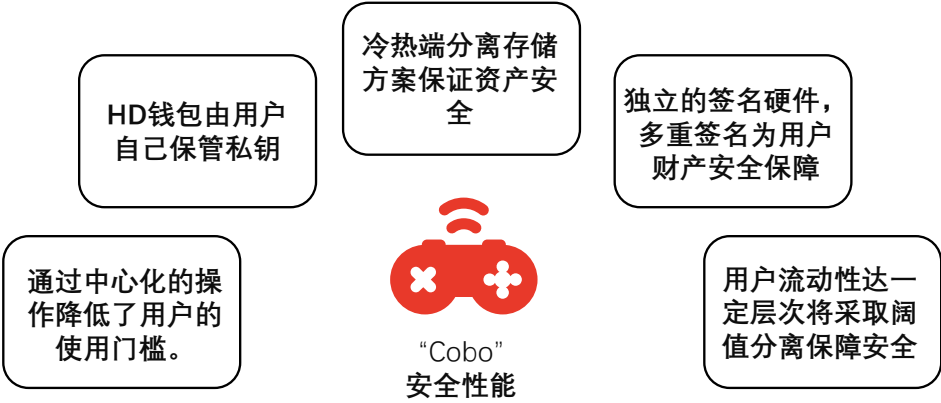 冷热端分离存储
方案保证资产安
全
HD钱包由用户
自己保管私钥
独立的签名硬件，
多重签名为用户
财产安全保障
通过中心化的操
作降低了用户的
使用门槛。
用户流动性达一
定层次将采取阔
值分离保障安全
“Cobo”
安全性能